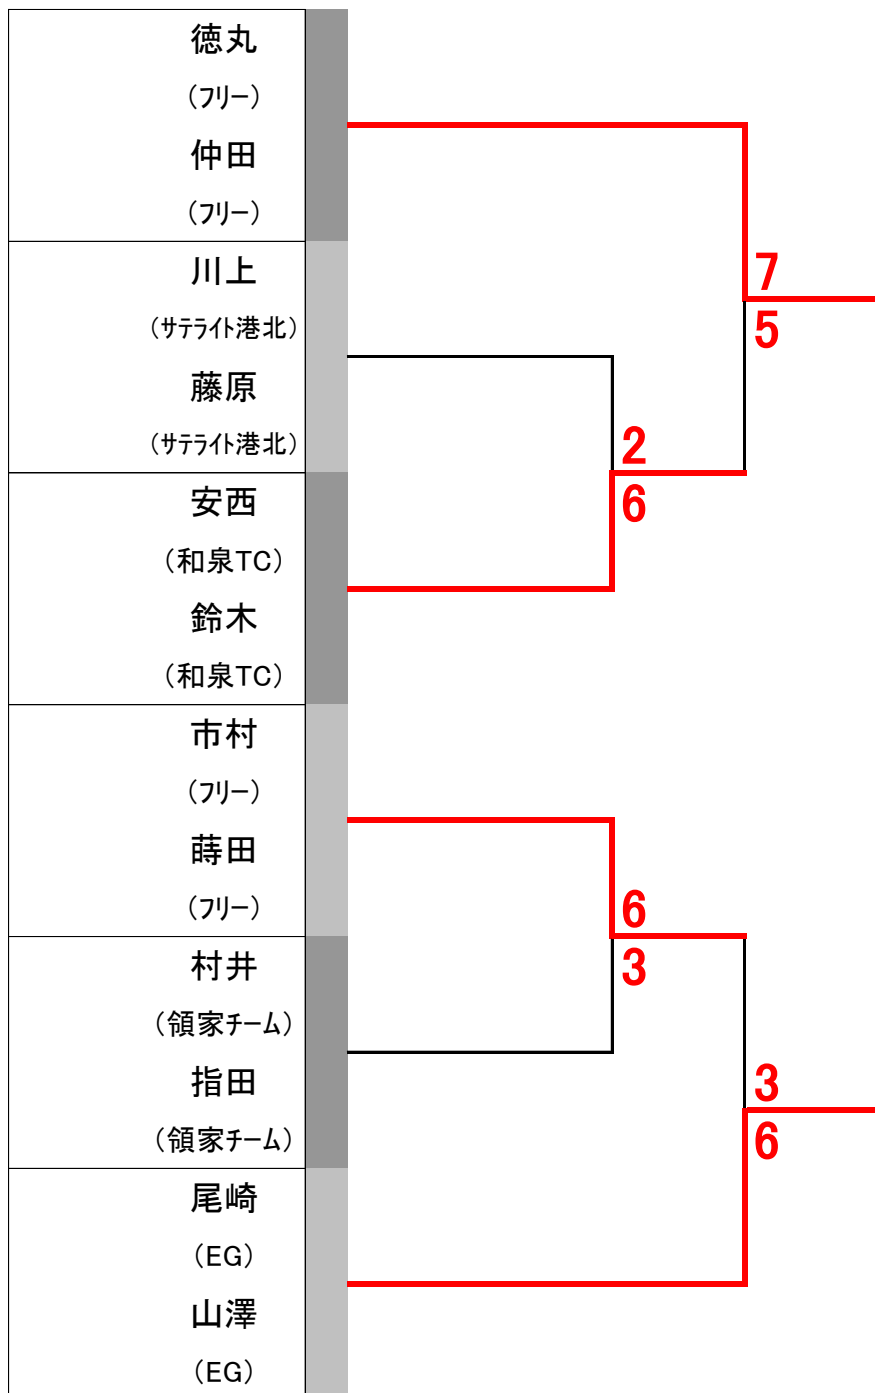 徳丸
(フリー)
仲田
(フリー)
川上
(サテライト港北)
藤原
(サテライト港北)
安西
(和泉TC)
鈴木
(和泉TC)
市村
(フリー)
蒔田
(フリー)
村井
(領家チーム)
指田
(領家チーム)
尾崎
(EG)
山澤
(EG)
7
5
2
6
6
3
3
6